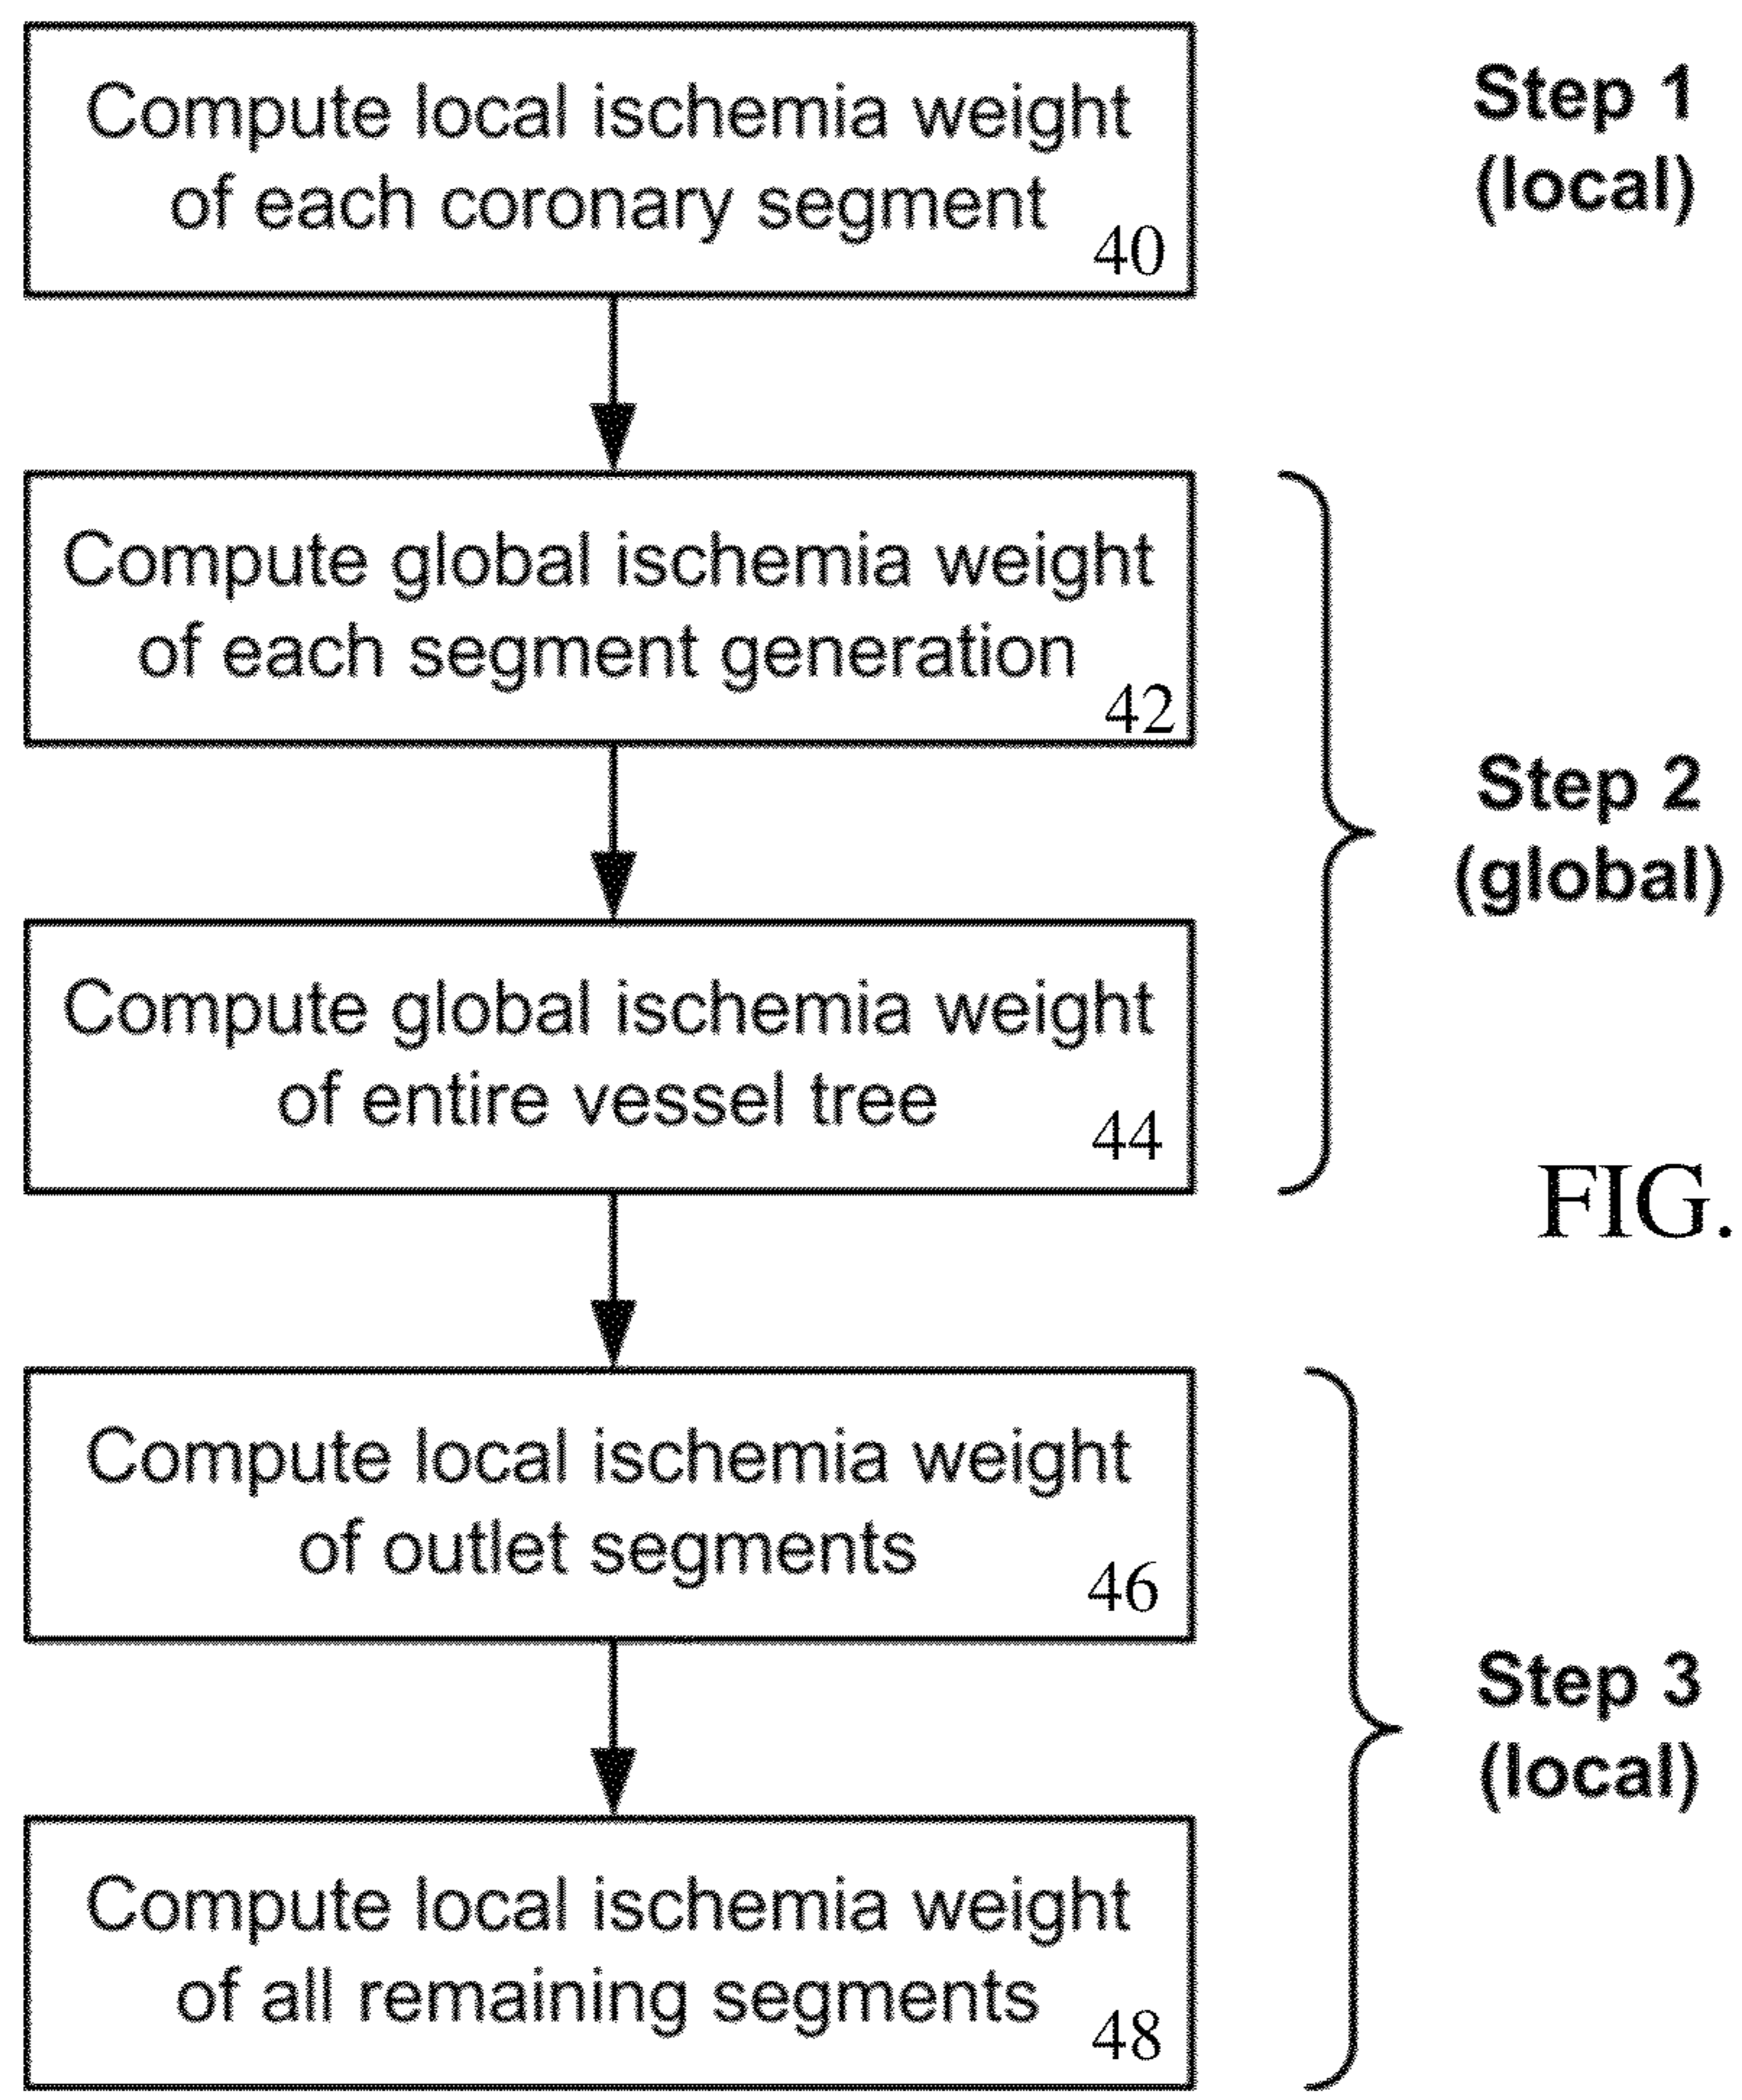 Compute local ischemia weight
of each coronary segment
40
Step 1
(local)
Compute global ischemia weight
of each segment generation
42
Step 2
(global)
Compute global ischemia weight
of entire vessel tree
44
FIG.
Compute local ischemia weight
of outlet segments
46
Step 3
(local)
Compute local ischemia weight
of all remaining segments
48